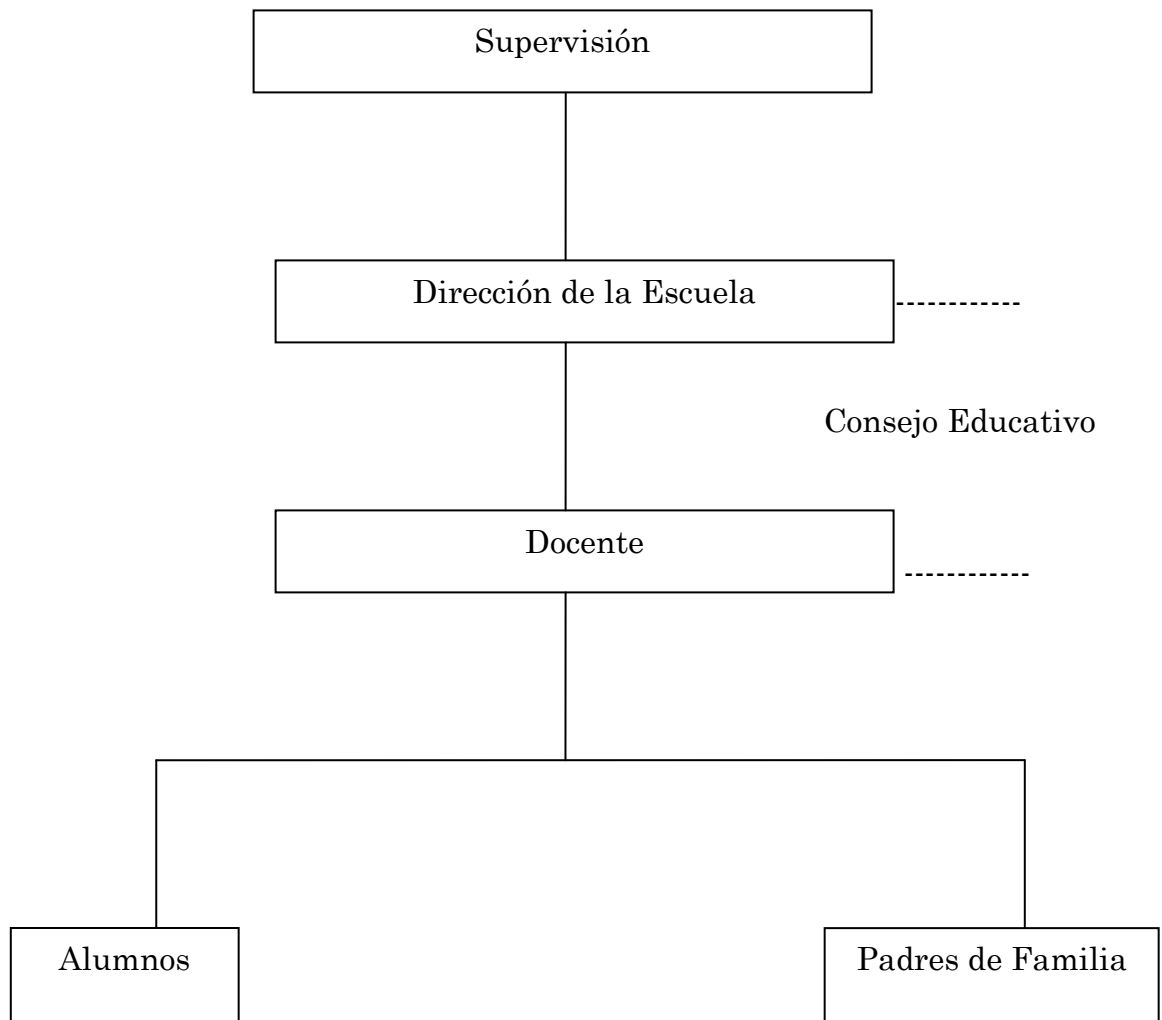 Supervisión
Dirección de la Escuela
------------
Consejo Educativo
Docente
------------
Alumnos
Padres de Familia